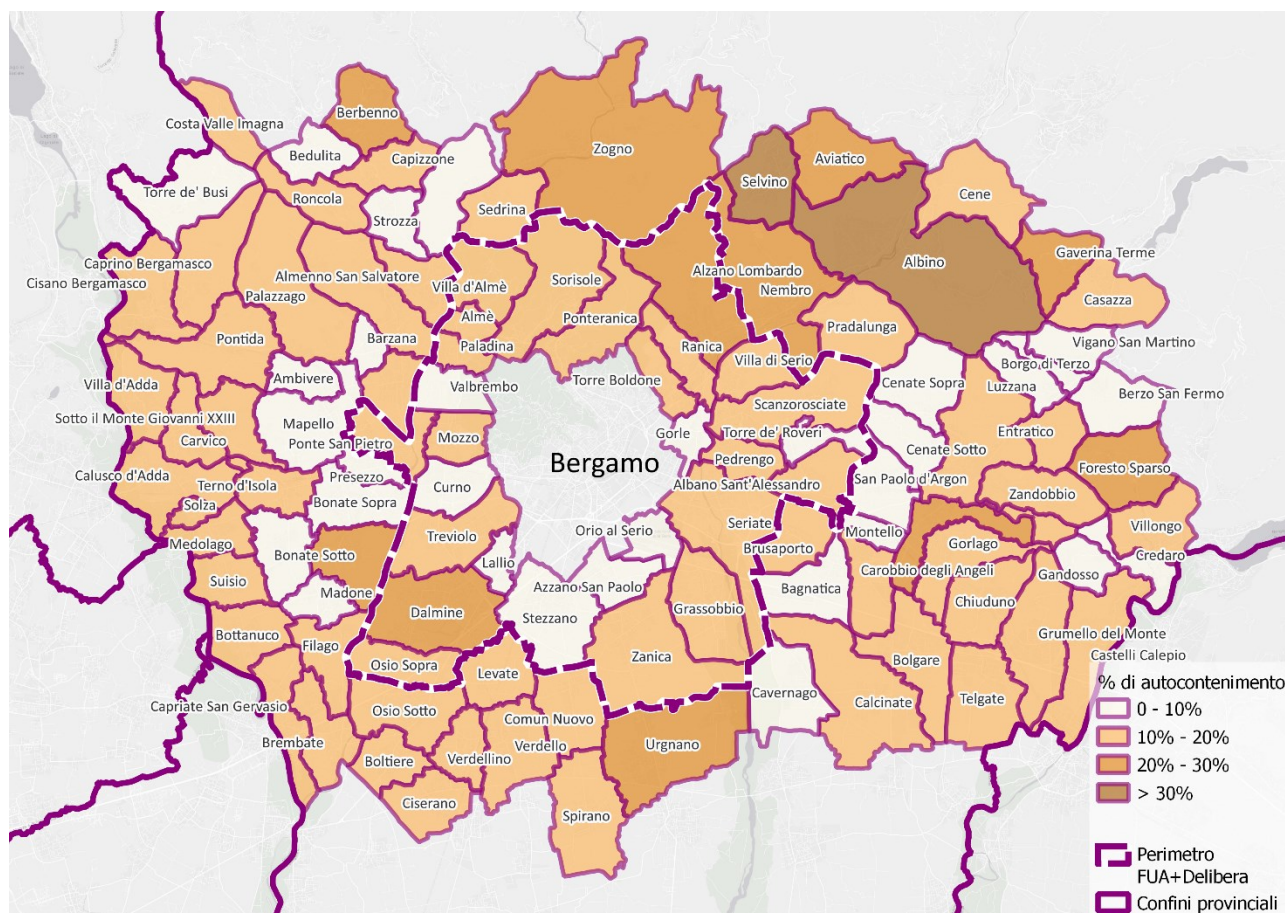 Berbenno
Costa Valle Imagna
Zogno
Bedulita
Capizzone
Aviatico
Selvino
Cene
Torre de' Busi
Roncola
Strozza
Sedrina
Gaverina Terme
Caprino Bergamasco
Cisano Bergamasco
Almenno San Salvatore
Palazzago
Villa d'Almè
Sorisole
Alzano Lombardo
Nembro
Albino
Casazza
Almè
Ponteranica
Pradalunga
Pontida
Barzana
Paladina
Ranica
Villa di Serio
Vigano San Martino
Borgo di Terzo
Ambivere
Valbrembo
Torre Boldone
Cenate Sopra
Luzzana
Berzo San Fermo
Villa d'Adda
Sotto il Monte Giovanni XXIII
Mapello
Scanzorosciate
Carvico
Ponte San Pietro
Mozzo
Gorle
Torre de' Roveri
Entratico
Cenate Sotto
Bergamo
Pedrengo
Foresto Sparso
Calusco d'Adda
Terno d'Isola
Presezzo
Curno
Albano Sant'Alessandro
San Paolo d'Argon
Zandobbio
Solza
Bonate Sopra
Villongo
Medolago
Bonate Sotto
Treviolo
Orio al Serio
Seriate
Montello
Gorlago
Credaro
Brusaporto
Suisio
Lallio
Carobbio degli Angeli
Gandosso
Madone
Azzano San Paolo
Bagnatica
Chiuduno
Dalmine
Stezzano
Grassobbio
Bottanuco
Filago
Grumello del Monte
Zanica
Bolgare
Castelli Calepio
Osio Sopra
Levate
Cavernago
Calcinate
Telgate
Capriate San Gervasio
Osio Sotto
Comun Nuovo
Brembate
Verdello
Urgnano
Boltiere
Verdellino
Ciserano
Spirano
% di autocontenimento
0 - 10%
10% - 20%
20% - 30%
> 30%
Perimetro
FUA+Delibera
Confini provinciali